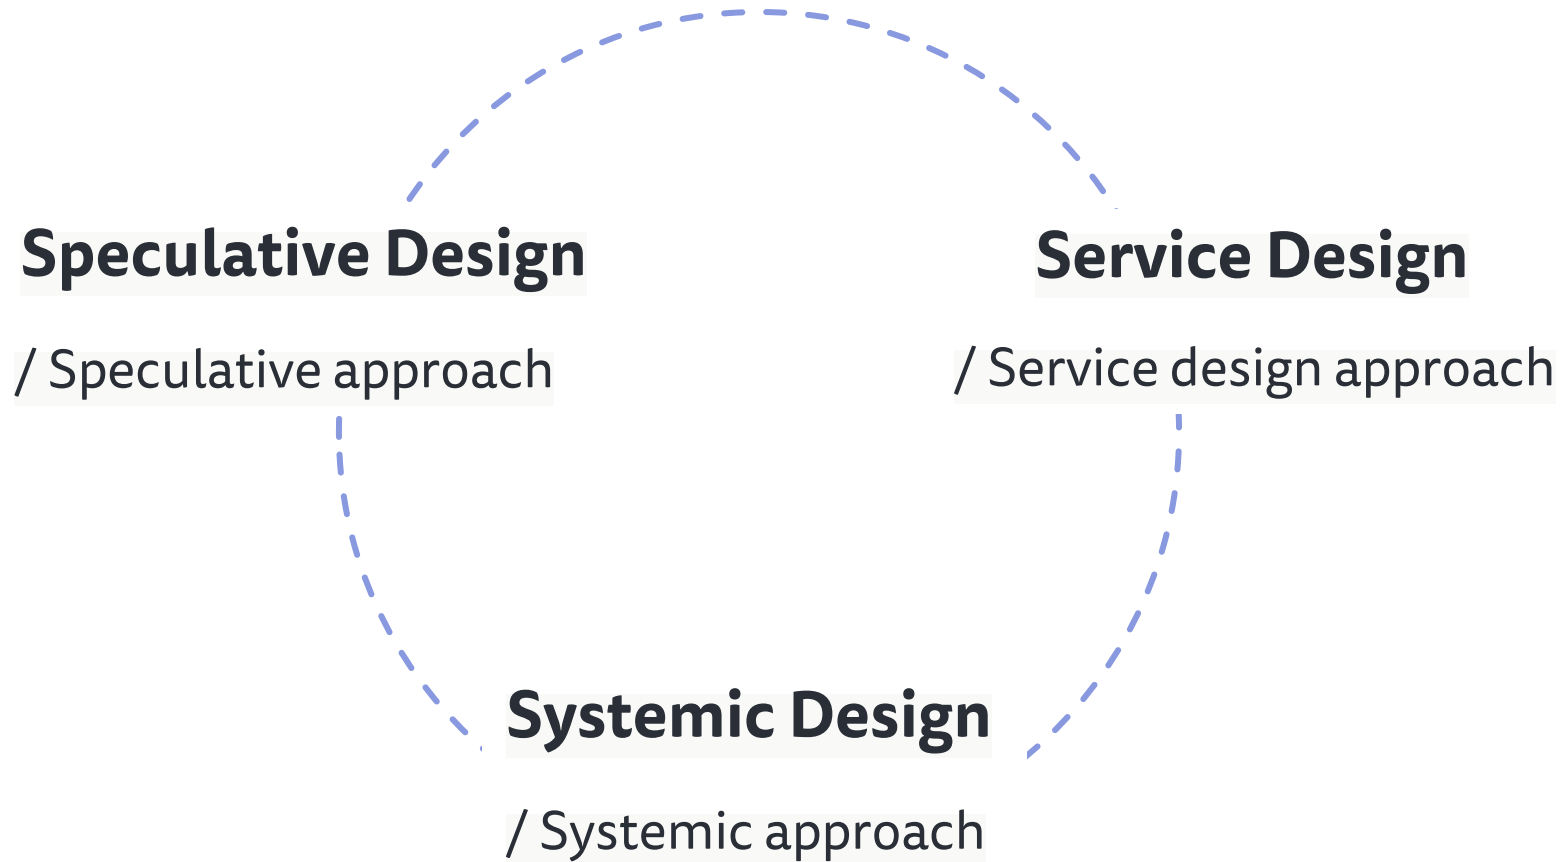 Speculative Design
/ Speculative approach
Service Design
/ Service design approach
Systemic Design
/ Systemic approach